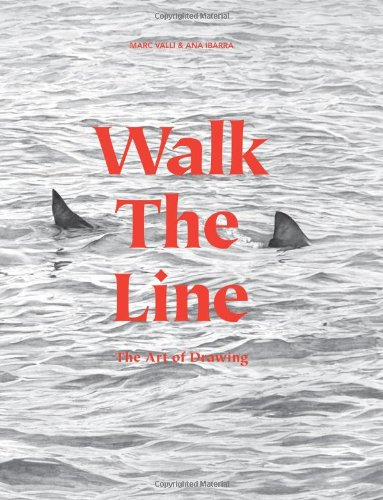 Copyrighted Material
MARC VALLI & ANA IBARRA
Walk
The
Line
The Art of Drawing
Copyrighted Material